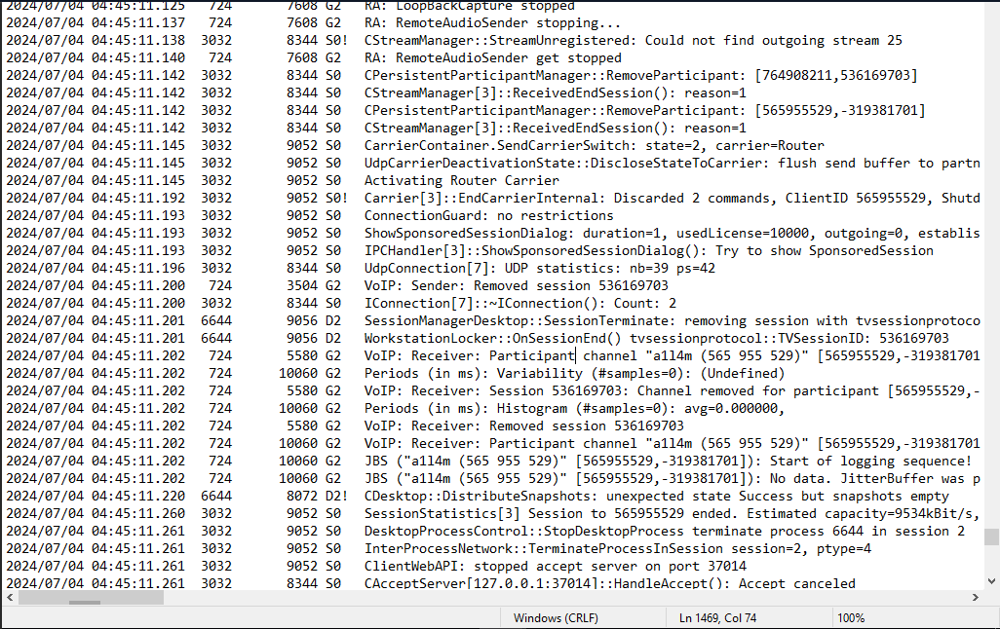 2024/07/04 04:45:11.125 724 7608 G2 RA: LoopBackCapture stopped
2024/07/04 04:45:11.137 724 7608 G2 RA: RemoteAudioSender stopping...
2024/07/04 04:45:11.138 3032 8344 S0! CStreamManager::StreamUnregistered: Could not find outgoing stream 25
2024/07/04 04:45:11.140 724 7608 G2 RA: RemoteAudioSender get stopped
2024/07/04 04:45:11.142 3032 8344 S0 CPersistentParticipantManager::RemoveParticipant: [764908211,536169703]
2024/07/04 04:45:11.142 3032 8344 S0 CStreamManager[3]::ReceivedEndSession(): reason=1
2024/07/04 04:45:11.142 3032 8344 S0 CPersistentParticipantManager::RemoveParticipant: [565955529,-319381701]
2024/07/04 04:45:11.142 3032 8344 S0 CStreamManager[3]::ReceivedEndSession(): reason=1
2024/07/04 04:45:11.145 3032 9052 S0 CarrierContainer.SendCarrierSwitch: state=2, carrier=Router
2024/07/04 04:45:11.145 3032 9052 S0 UdpCarrierDeactivationState::DiscloseStateToCarrier: flush send buffer to partn
2024/07/04 04:45:11.145 3032 9052 S0 Activating Router Carrier
2024/07/04 04:45:11.192 3032 9052 S0! Carrier[3]::EndCarrierInternal: Discarded 2 commands, ClientID 565955529, Shutd
2024/07/04 04:45:11.193 3032 9052 S0 ConnectionGuard: no restrictions
2024/07/04 04:45:11.193 3032 9052 S0 ShowSponsoredSessionDialog: duration=1, usedLicense=10000, outgoing=0, establis
2024/07/04 04:45:11.193 3032 9052 S0 IPCHandler[3]::ShowSponsoredSessionDialog(): Try to show SponsoredSession
2024/07/04 04:45:11.196 3032 8344 S0 UdpConnection[7]: UDP statistics: nb=39 ps=42
2024/07/04 04:45:11.200 724 3504 G2 VoIP: Sender: Removed session 536169703
2024/07/04 04:45:11.200 3032 8344 S0 IConnection[7]::~IConnection(): Count: 2
2024/07/04 04:45:11.201 6644 9056 D2 SessionManagerDesktop::SessionTerminate: removing session with tvsessionprotoco
2024/07/04 04:45:11.201 6644 9056 D2 WorkstationLocker::OnSessionEnd() tvsessionprotocol::TVSessionID: 536169703
2024/07/04 04:45:11.202 724 5580 G2 VoIP: Receiver: Participant channel "a1l4m (565 955 529)" [565955529,-319381701
2024/07/04 04:45:11.202 724 10060 G2 Periods (in ms): Variability (#samples=0): (Undefined)
2024/07/04 04:45:11.202 724 5580 G2 VoIP: Receiver: Session 536169703: Channel removed for participant [565955529,-
2024/07/04 04:45:11.202 724 10060 G2 Periods (in ms): Histogram (#samples=0): avg=0.000000,
2024/07/04 04:45:11.202 724 5580 G2 VoIP: Receiver: Removed session 536169703
2024/07/04 04:45:11.202 724 10060 G2 VoIP: Receiver: Participant channel "a1l4m (565 955 529)" [565955529,-319381701
2024/07/04 04:45:11.202 724 10060 G2 JBS ("a1l4m (565 955 529)" [565955529,-319381701]): Start of logging sequence!
2024/07/04 04:45:11.202 724 10060 G2 JBS ("a1l4m (565 955 529)" [565955529,-319381701]): No data. JitterBuffer was p
2024/07/04 04:45:11.220 6644 8072 D2! CDesktop::DistributeSnapshots: unexpected state Success but snapshots empty
2024/07/04 04:45:11.260 3032 9052 S0 SessionStatistics[3] Session to 565955529 ended. Estimated capacity=9534kBit/s,
2024/07/04 04:45:11.261 3032 9052 S0 DesktopProcessControl::StopDesktopProcess terminate process 6644 in session 2
2024/07/04 04:45:11.261 3032 9052 S0 InterProcessNetwork::TerminateProcessInSession session=2, ptype=4
2024/07/04 04:45:11.261 3032 9052 S0 ClientWebAPI: stopped accept server on port 37014
2024/07/04 04:45:11.261 3032 8344 S0 CAcceptServer[127.0.0.1:37014]::HandleAccept(): Accept canceled
Windows (CRLF) Ln 1469, Col 74 100%